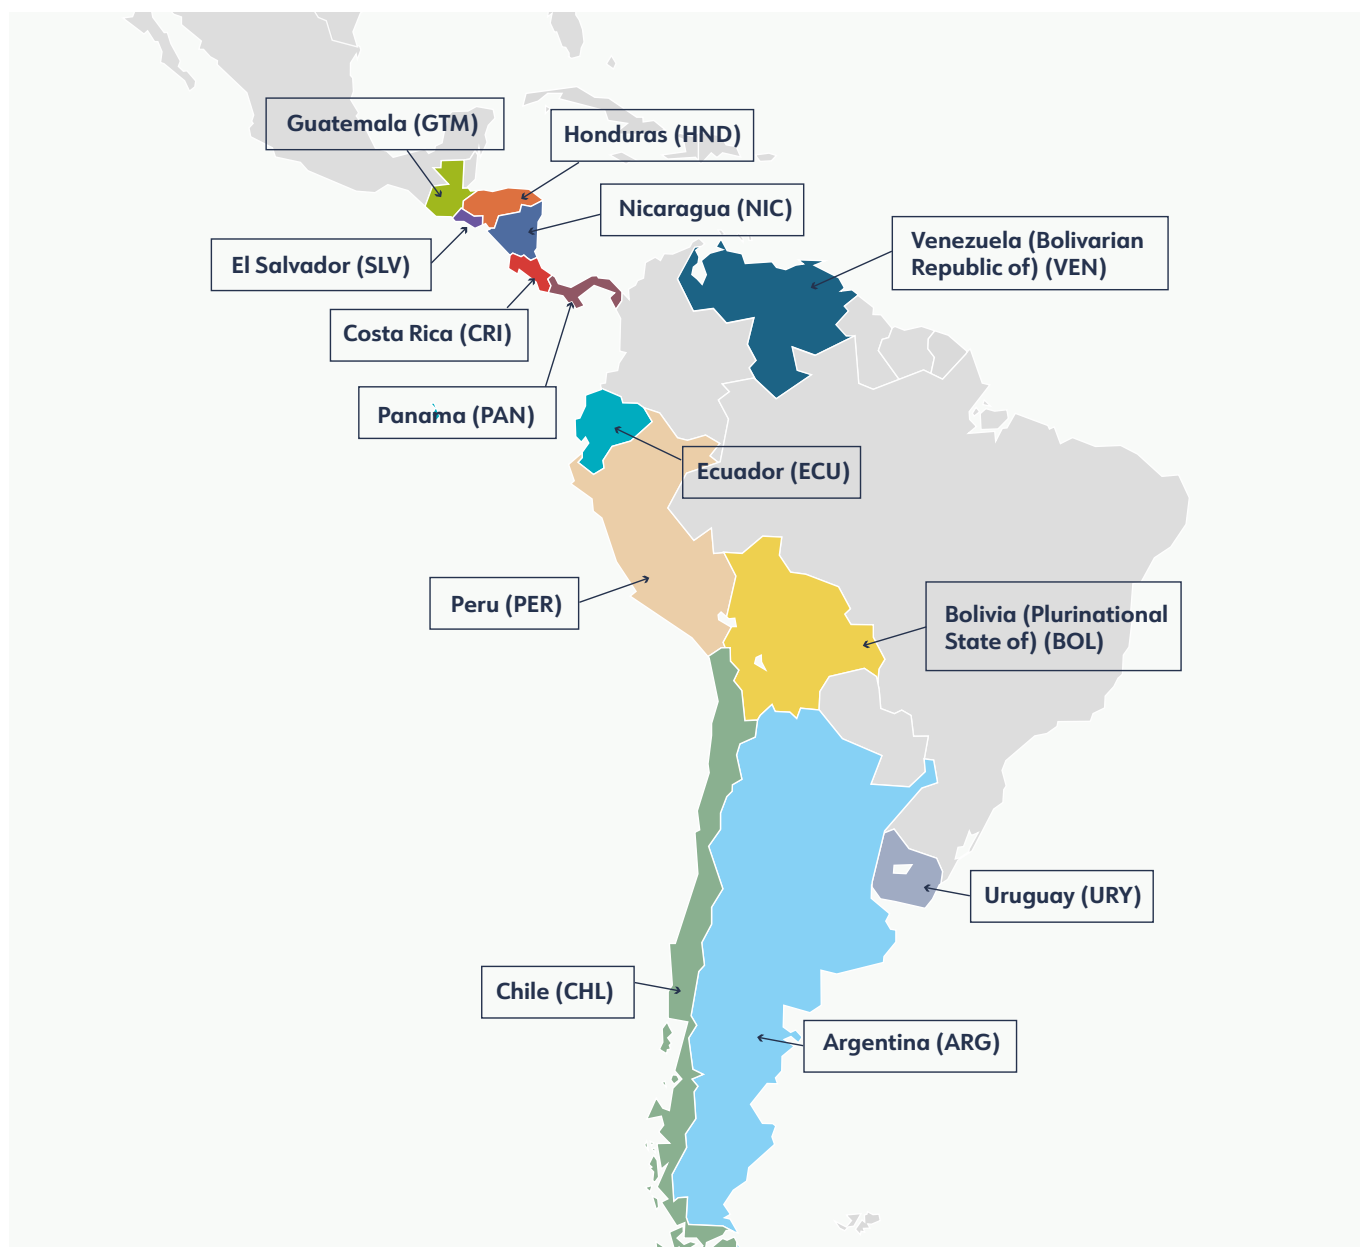 Guatemala (GTM)
Honduras (HND)
Nicaragua (NIC)
Venezuela (Bolivarian
Republic of) (VEN)
El Salvador (SLV)
Costa Rica (CRI)
Panama (PAN)
Ecuador (ECU)
Peru (PER)
Bolivia (Plurinational
State of) (BOL)
Uruguay (URY)
Chile (CHL)
Argentina (ARG)